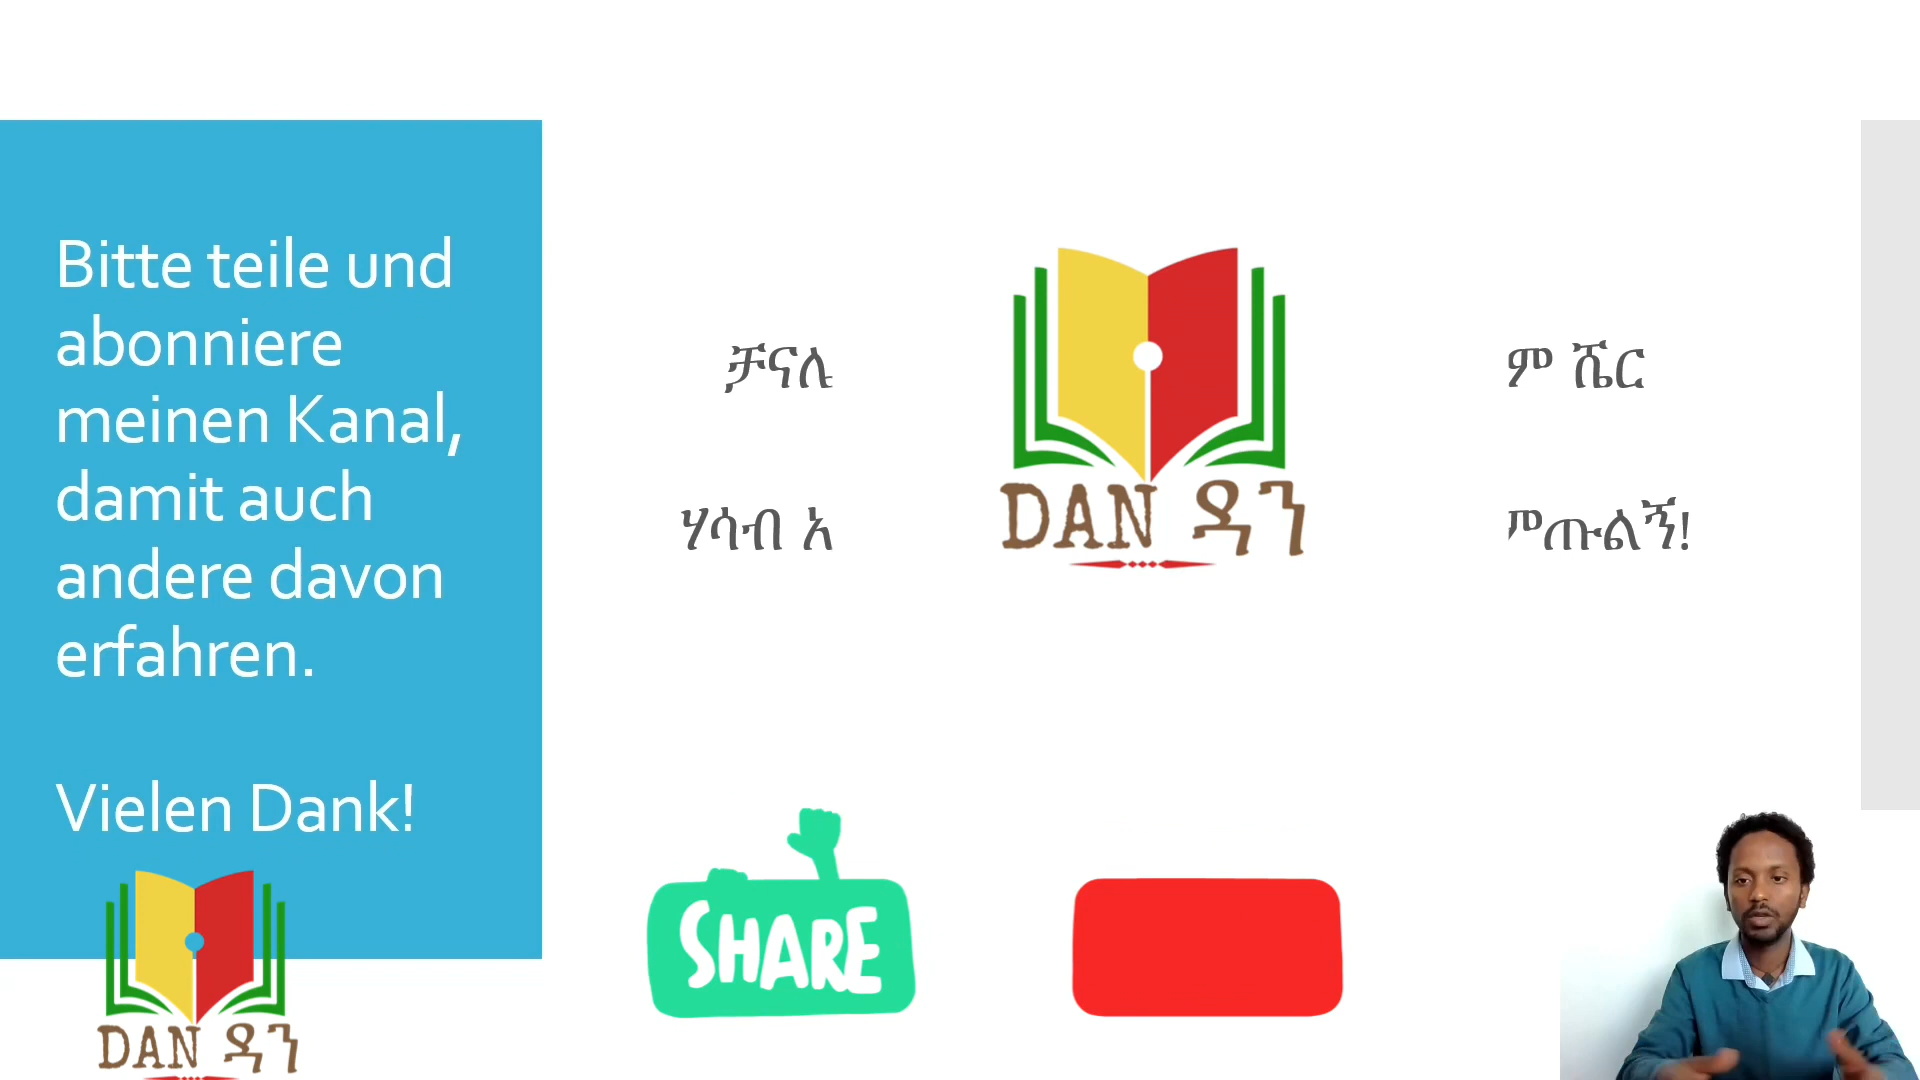 Bitte teile und
abonniere
meinen Kanal,
damit auch
andere davon
erfahren.
Vielen Dank!
DAN ዳን
ቻናሉ
ም ሼር
DAN ዳን
ሃሳብ አ
ምጡልኝ!
SHARE